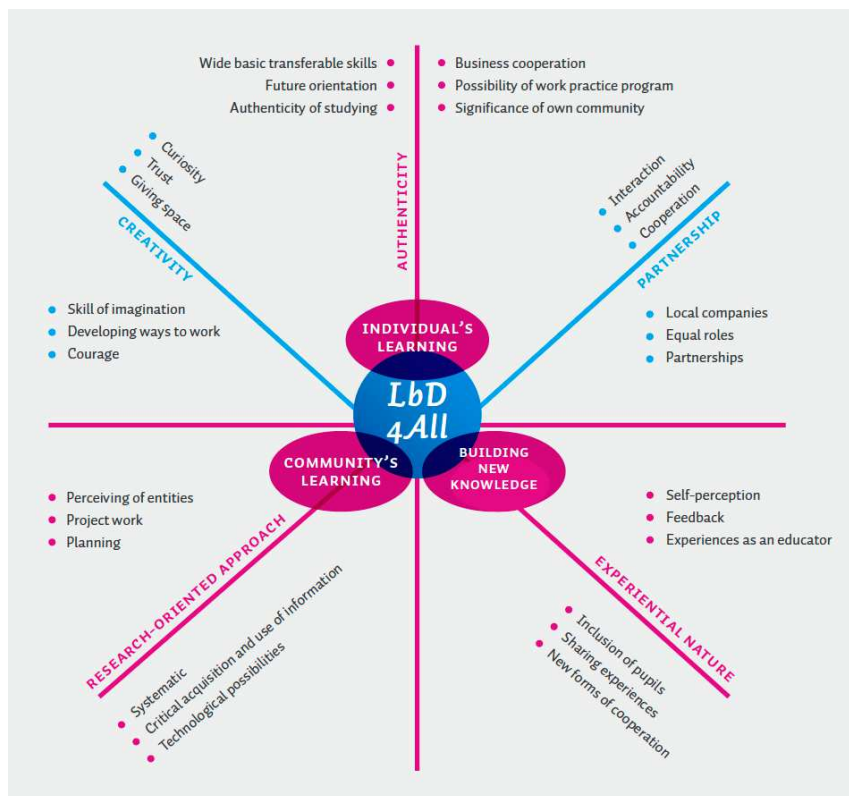 Wide basic transferable skills
Future orientation
Authenticity of studying
Business cooperation
Possibility of work practice program
Significance of own community
AUTHENTICITY
Curiosity
Trust
Giving space
CREATIVITY
Skill of imagination
Developing ways to work
Courage
Interaction
Accountability
Cooperation
PARTNERSHIP
Local companies
Equal roles
Partnerships
INDIVIDUAL'S
LEARNING
LbD
4All
COMMUNITY'S
LEARNING
BUILDING
NEW
KNOWLEDGE
Perceiving of entities
Project work
Planning
RESEARCH-ORIENTED APPROACH
Systematic
Critical acquisition and use of information
Technological possibilities
Self-perception
Feedback
Experiences as an educator
EXPERIENTIAL NATURE
Inclusion of pupils
Sharing experiences
New forms of cooperation